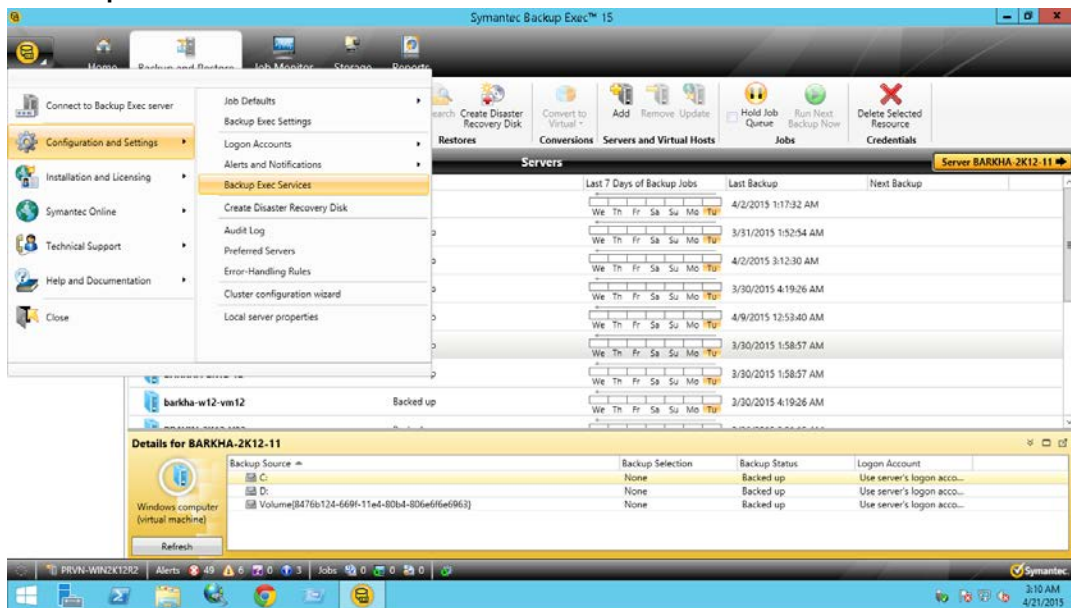 Symantec Backup Exec™ 15
Home Backup and Restore Job Monitor Storage Reports
Connect to Backup Exec server
Configuration and Settings
Installation and Licensing
Symantec Online
Technical Support
Help and Documentation
Close
Job Defaults
Backup Exec Settings
Logon Accounts
Alerts and Notifications
Backup Exec Services
Create Disaster Recovery Disk
Audit Log
Preferred Servers
Error-Handling Rules
Cluster configuration wizard
Local server properties
Create Disaster
Recovery Disk
Convert to
Virtual
Add Remove Update
Hold Job
Queue
Run Next
Backup Now
Delete Selected
Resource
Restores Conversions Servers and Virtual Hosts Jobs Credentials
Servers
Server BARKHA-2K12-11
Last 7 Days of Backup Jobs Last Backup Next Backup
4/2/2015 1:17:32 AM
We Th Fr Sa Su Mo Tu
3/31/2015 1:52:54 AM
We Th Fr Sa Su Mo Tu
4/2/2015 3:12:30 AM
We Th Fr Sa Su Mo Tu
3/30/2015 4:19:26 AM
We Th Fr Sa Su Mo Tu
4/9/2015 12:53:40 AM
We Th Fr Sa Su Mo Tu
3/30/2015 1:58:57 AM
We Th Fr Sa Su Mo Tu
3/30/2015 1:58:57 AM
We Th Fr Sa Su Mo Tu
barkha-w12-vm12 Backed up 3/30/2015 4:19:26 AM
We Th Fr Sa Su Mo Tu
Details for BARKHA-2K12-11
Windows computer
(virtual machine)
Refresh
Backup Source Backup Selection Backup Status Logon Account
C: None Backed up Use server's logon acco...
D: None Backed up Use server's logon acco...
Volume{8476b124-669f-11e4-80b4-806e6f6e6963} None Backed up Use server's logon acco...
PRVN-WIN2K12R2 Alerts 49 6 0 3 Jobs 0 0 0 Symantec.
3:10 AM
4/21/2015